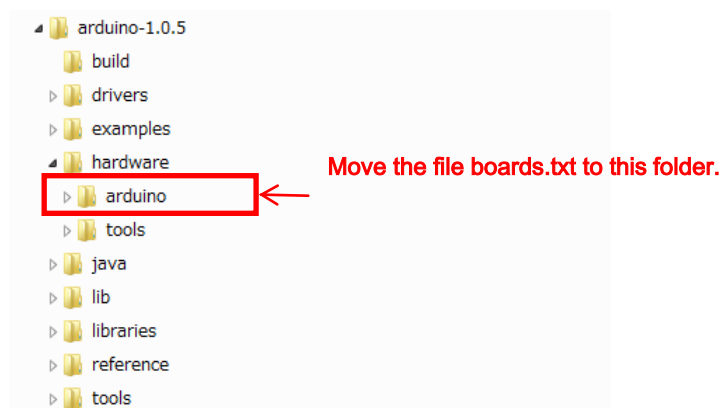 arduino-1.0.5
build
drivers
examples
hardware
Move the file boards.txt to this folder.
arduino
tools
java
lib
libraries
reference
tools